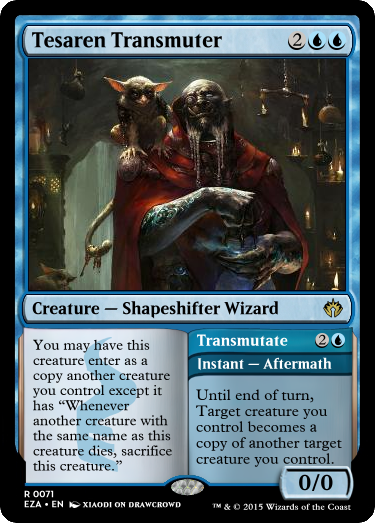 Tesaren Transmuter 2
Creature — Shapeshifter Wizard
You may have this
creature enter as a
copy another creature
you control except it
has “Whenever
another creature with
the same name as this
creature dies, sacrifice
this creature.”
Transmutate 2
Instant — Aftermath
Until end of turn,
Target creature you
control becomes a
copy of another target
creature you control.
0/0
R 0071
EZA • EN XIAODI ON DRAWCROWD
™ & © 2015 Wizards of the Coast